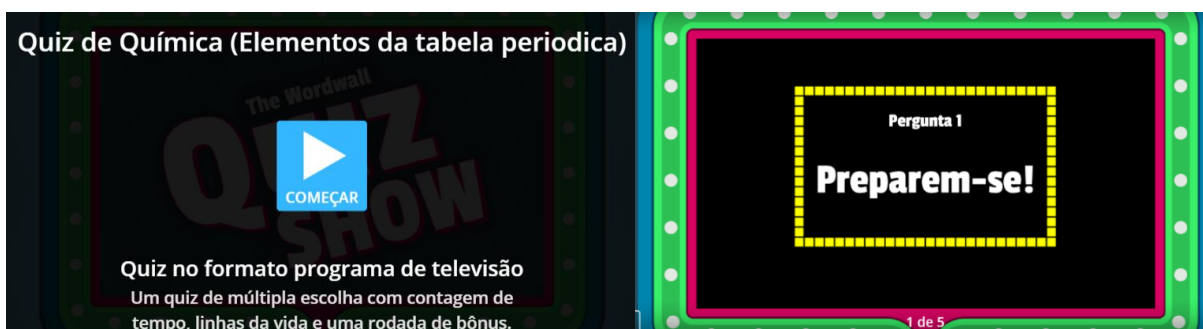 Quiz de Química (Elementos da tabela periodica)
The Wordwall
QUIZ
SHOW
COMEÇAR
Quiz no formato programa de televisão
Um quiz de múltipla escolha com contagem de
tempo, linhas da vida e uma rodada de bônus.
Pergunta 1
Preparem-se!
1 de 5